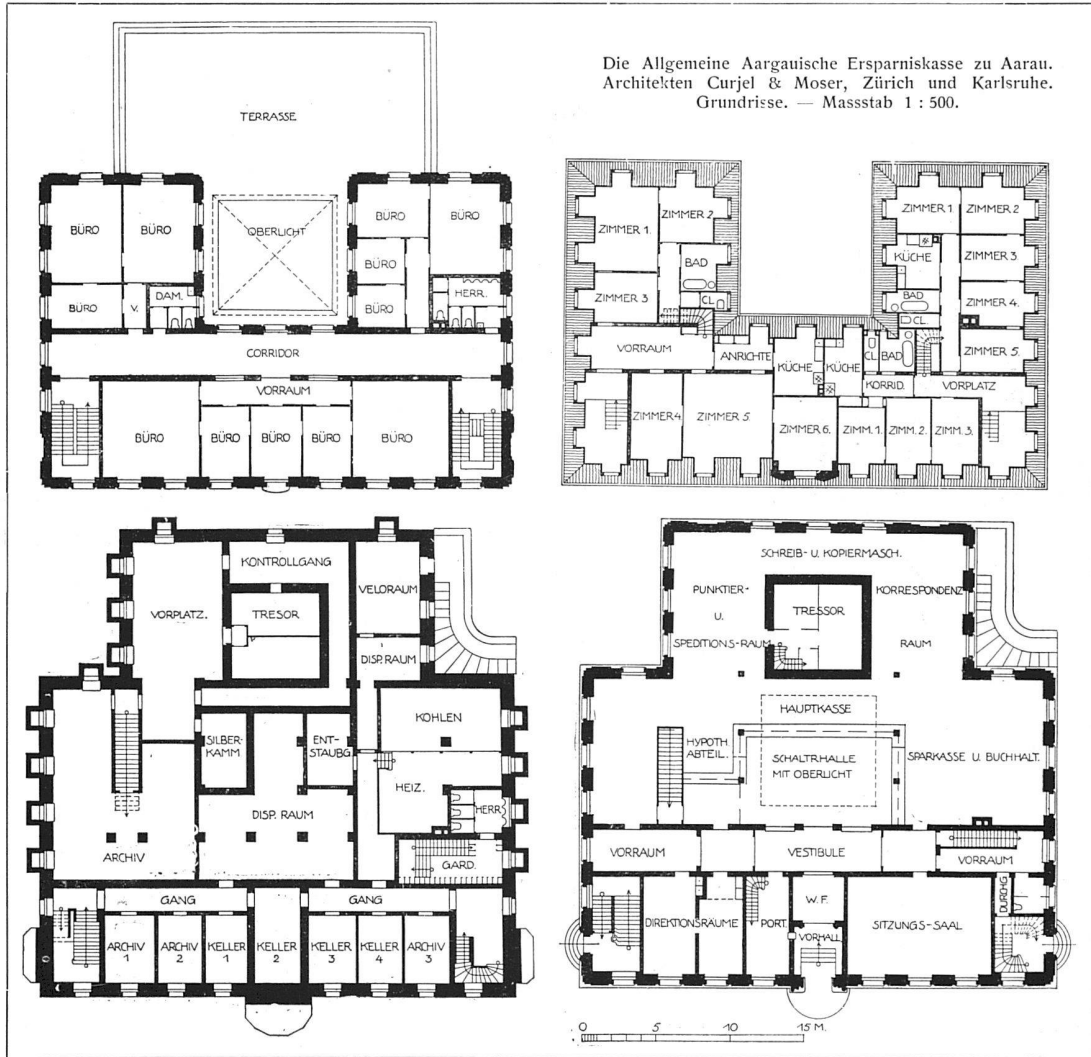 Die Allgemeine Aargauische Ersparniskasse zu Aarau.
Architekten Curjel & Moser, Zürich und Karlsruhe.
Grundrisse. — Massstab 1 : 500.
TERRASSE
BÜRO
BÜRO
OBERLICHT
BÜRO
BÜRO
BÜRO
BÜRO
V.
DAM.
BÜRO
HERR.
CORRIDOR
VORRAUM
BÜRO
BÜRO
BÜRO
BÜRO
BÜRO
ZIMMER 1.
ZIMMER 2
BAD
ZIMMER 3
CL.
VORRAUM
ANRICHTE
KÜCHE
KÜCHE
CL.
BAD
KORRID.
VORPLATZ
ZIMMER 1
ZIMMER 2
KÜCHE
ZIMMER 3
BAD
ZIMMER 4.
CL.
ZIMMER 5.
ZIMMER 4.
ZIMMER 5.
ZIMMER 6.
ZIMM. 1.
ZIMM. 2.
ZIMM. 3.
KONTROLLGANG
VORPLATZ.
TRESOR
VELORAUM
DISP. RAUM
SILBER-
KAMM
ENT-
STAUBG
KOHLEN
HEIZ.
HERR.
DISP. RAUM
ARCHIV
GARD.
GANG
GANG
ARCHIV
1
ARCHIV
2
KELLER
1
KELLER
2
KELLER
3
KELLER
4
ARCHIV
3
SCHREIB- U. KOPIERMASCH.
PUNKTIER-
U.
SPEDITIONS-RAUM
TRESSOR
KORRESPONDENZ
RAUM
HAUPTKASSE
HYPOTH
ABTEIL.
SCHALTRHALLE
MIT OBERLICHT
SPARKASSE U. BUCHHALT.
VORRAUM
VESTIBULE
VORRAUM
DIREKTIONSRÄUME
PORT.
W.F.
VORHALL
SITZUNGS-SAAL
DURCHG.
0 5 10 15 M.